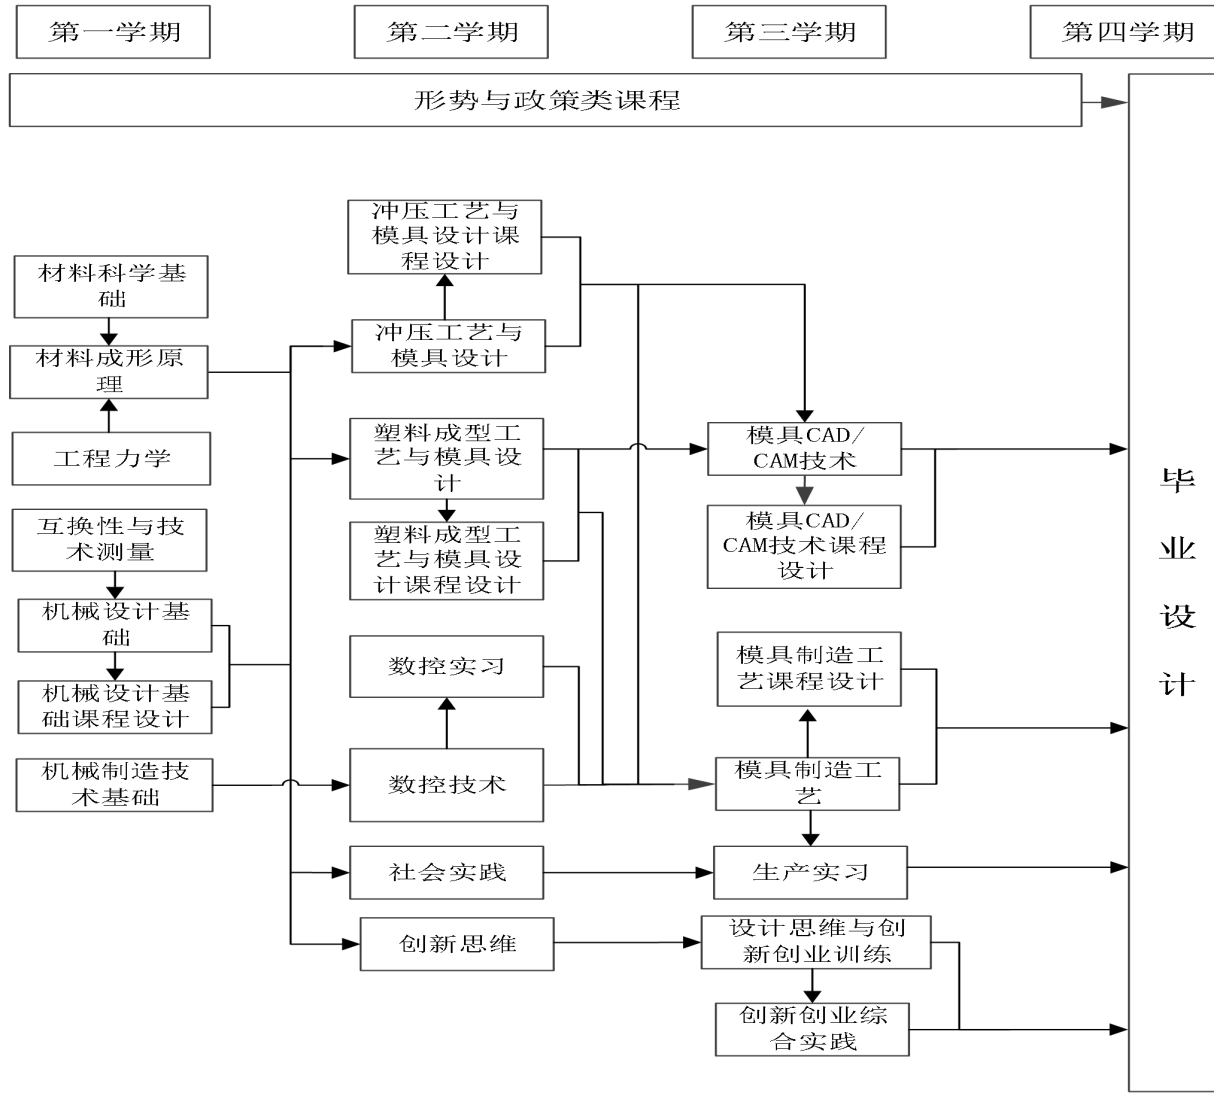 第一学期
第二学期
第三学期
第四学期
形势与政策类课程
材料科学基
础
材料成形原
理
工程力学
互换性与技
术测量
机械设计基
础
机械设计基
础课程设计
机械制造技
术基础
冲压工艺与
模具设计课
程设计
冲压工艺与
模具设计
塑料成型工
艺与模具设
计
塑料成型工
艺与模具设
计课程设计
数控实习
数控技术
社会实践
创新思维
模具CAD/
CAM技术
模具CAD/
CAM技术课程
设计
模具制造工
艺课程设计
模具制造工
艺
生产实习
设计思维与创
新创业训练
创新创业综
合实践
毕
业
设
计